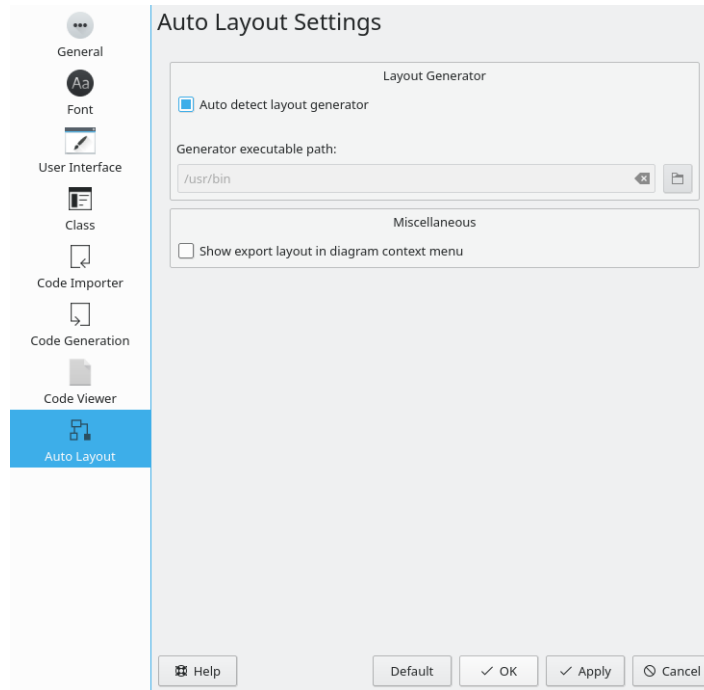 General
Aa
Font
User Interface
Class
Code Importer
Code Generation
Code Viewer
Auto Layout
Auto Layout Settings
Layout Generator
Auto detect layout generator
Generator executable path:
/usr/bin
Miscellaneous
Show export layout in diagram context menu
Help
Default
OK
Apply
Cancel